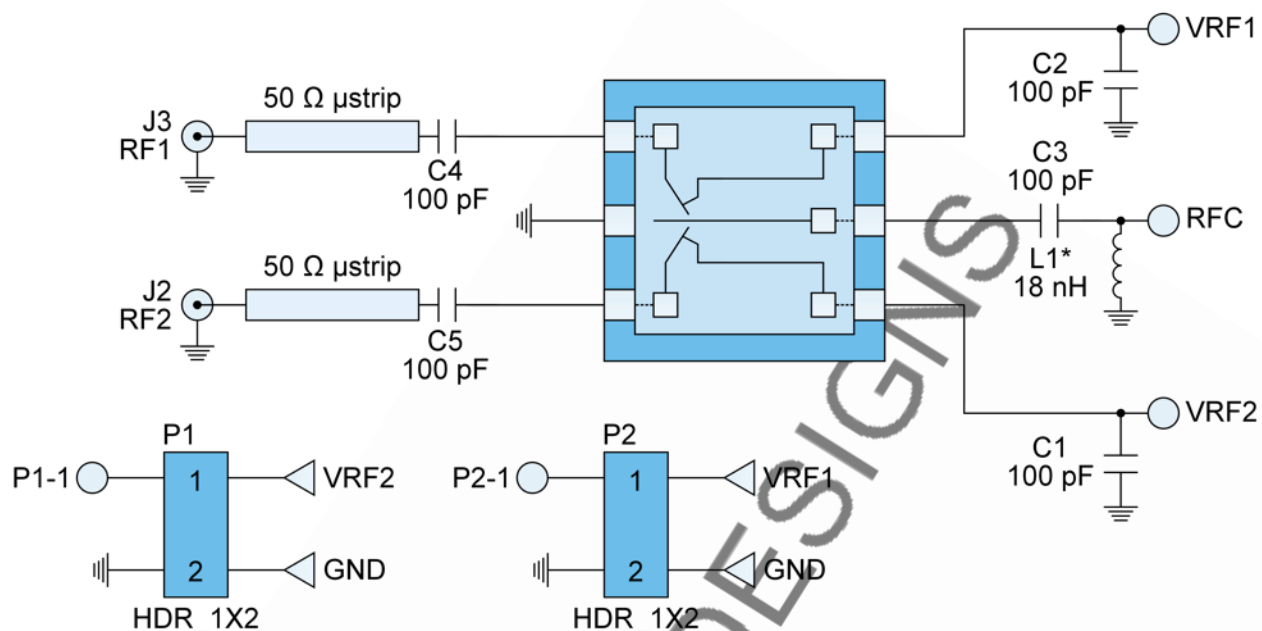 VRF1
C2
100 pF
50 Ω µstrip
J3
RF1
C4
100 pF
C3
100 pF
RFC
L1*
18 nH
50 Ω µstrip
J2
RF2
C5
100 pF
VRF2
C1
100 pF
P1
P1-1
1
VRF2
2
GND
HDR 1X2
P2
P2-1
1
VRF1
2
GND
HDR 1X2
DESIGNS